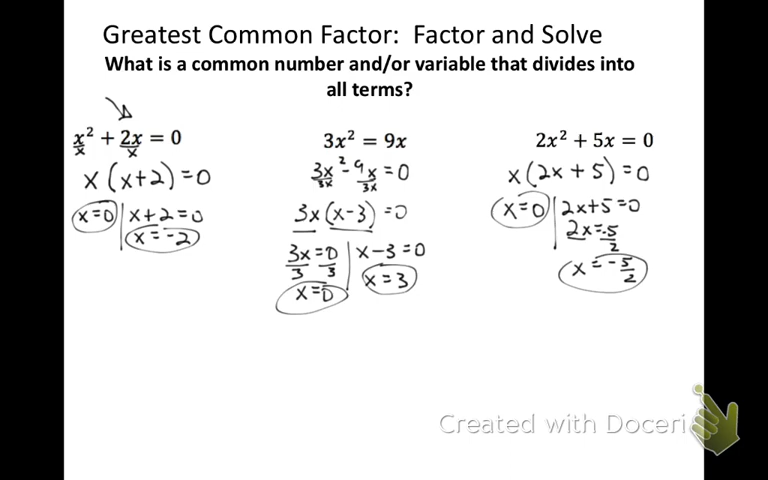 Greatest Common Factor: Factor and Solve
What is a common number and/or variable that divides into
all terms?
x² + 2x = 0
x x
x (x+2) = 0
x=0 | x+2=0
x=-2
3x² = 9x
3x² - 9x = 0
3x 3x
3x (x-3) = 0
3x=0 | x-3=0
3 3
x=0 x=3
2x² + 5x = 0
x (2x + 5) = 0
x=0 | 2x+5=0
2x=-5
2 2
x = -5/2
Created with Doceri